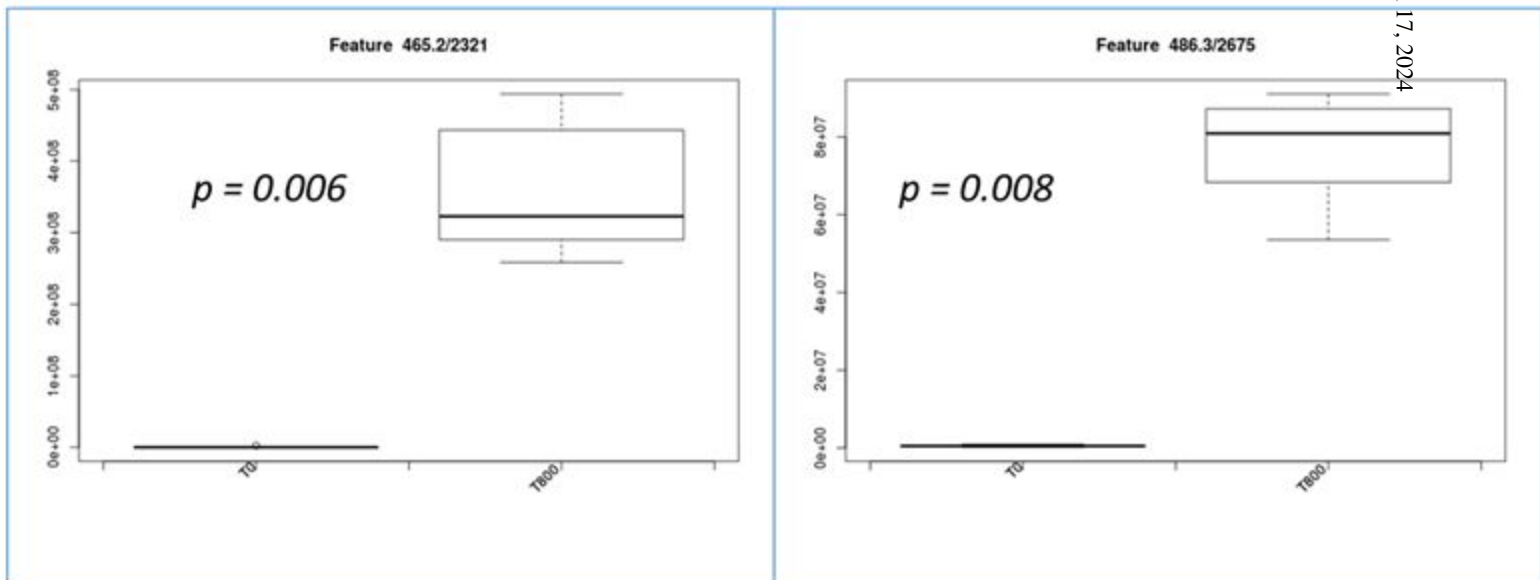 Feature 465.2/2321
5e+08
4e+08
3e+08
2e+08
1e+08
0e+00
p = 0.006
T0
T800
Feature 486.3/2675
8e+07
6e+07
4e+07
2e+07
0e+00
p = 0.008
T0
T800
17, 2024